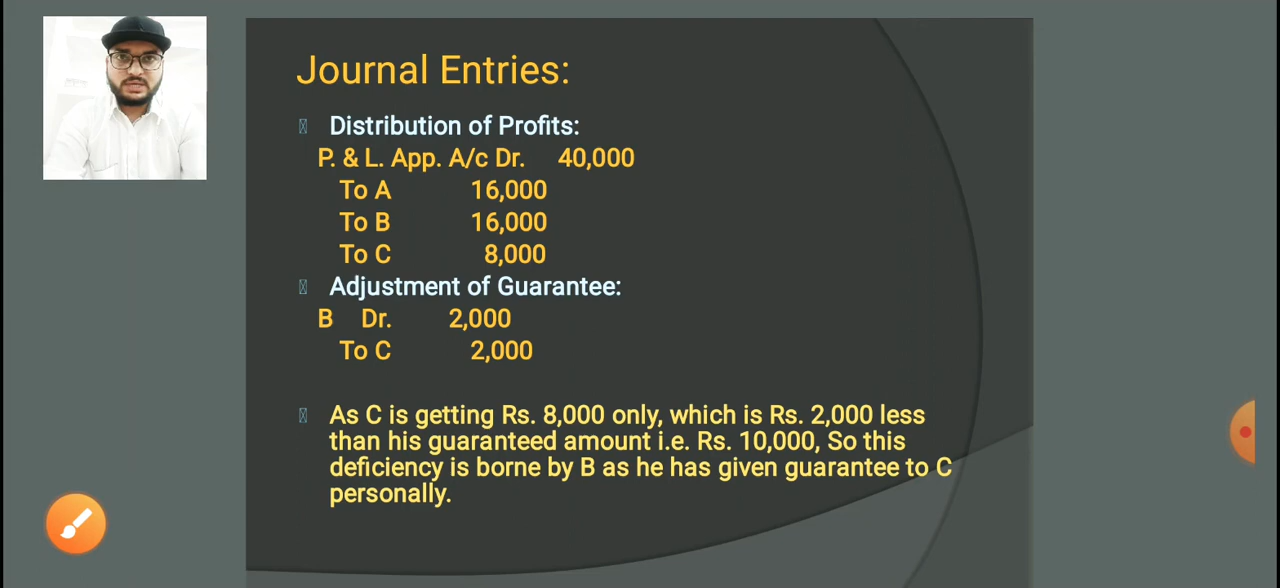 Journal Entries:
Distribution of Profits:
P. & L. App. A/c Dr. 40,000
To A 16,000
To B 16,000
To C 8,000
Adjustment of Guarantee:
B Dr. 2,000
To C 2,000
As C is getting Rs. 8,000 only, which is Rs. 2,000 less
than his guaranteed amount i.e. Rs. 10,000, So this
deficiency is borne by B as he has given guarantee to C
personally.